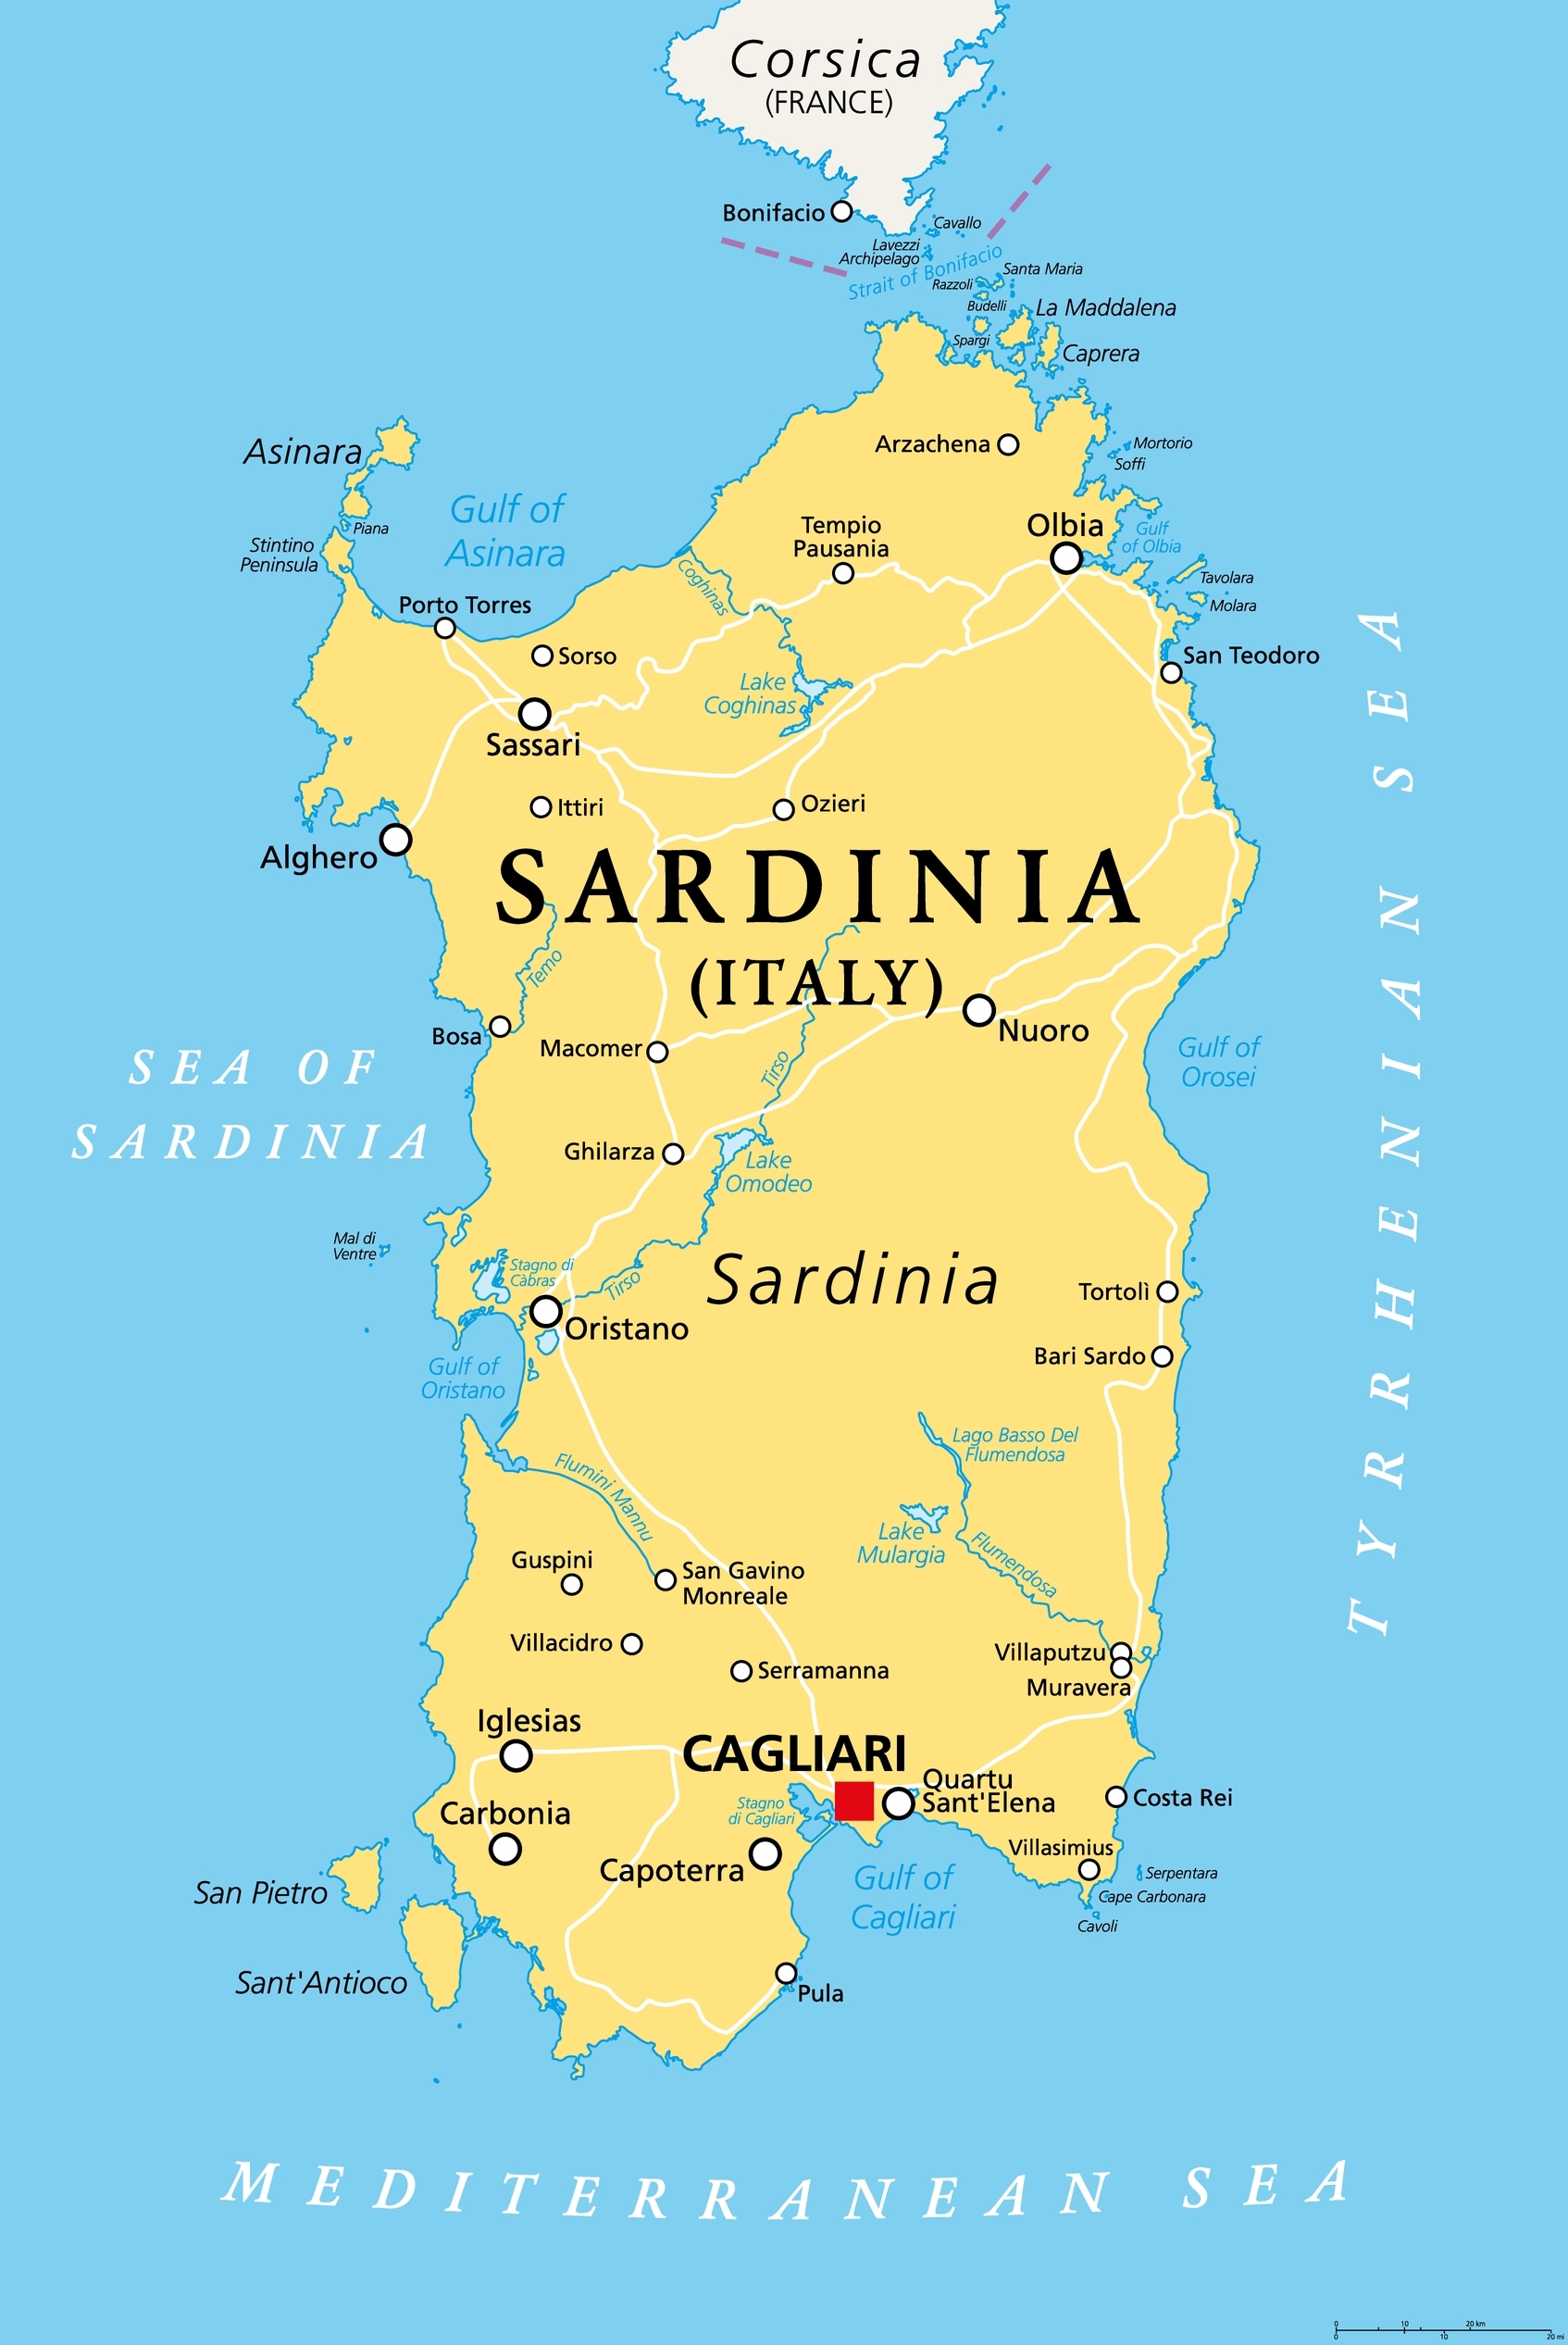 Corsica
(FRANCE)
Bonifacio
Cavallo
Lavezzi
Archipelago
Strait of Bonifacio
Santa Maria
Razzoli
Budelli
La Maddalena
Spargi
Caprera
Asinara
Arzachena
Mortorio
Soffi
Gulf of
Asinara
Piana
Stintino
Peninsula
Tempio
Pausania
Olbia
Gulf
of Olbia
Coghinas
Tavolara
Molara
Porto Torres
Sorso
San Teodoro
Lake
Coghinas
Sassari
Ittiri
Ozieri
Alghero
SARDINIA
(ITALY)
Temo
Bosa
Macomer
Nuoro
Tirso
Gulf of
Orosei
SEA OF
SARDINIA
TYRRHENIAN SEA
Ghilarza
Lake
Omodeo
Mal di
Ventre
Stagno di
Càbras
Tirso
Sardinia
Tortolì
Oristano
Bari Sardo
Gulf of
Oristano
Lago Basso Del
Flumendosa
Flumini Mannu
Lake
Mulargia
Flumendosa
Guspini
San Gavino
Monreale
Villacidro
Serramanna
Villaputzu
Muravera
Iglesias
CAGLIARI
Quartu
Sant'Elena
Costa Rei
Stagno
di Cagliari
Carbonia
Villasimius
Capoterra
Serpentara
Cape Carbonara
Cavoli
Gulf of
Cagliari
San Pietro
Sant'Antioco
Pula
MEDITERRANEAN SEA
0 10 20 km
0 10 20 mi